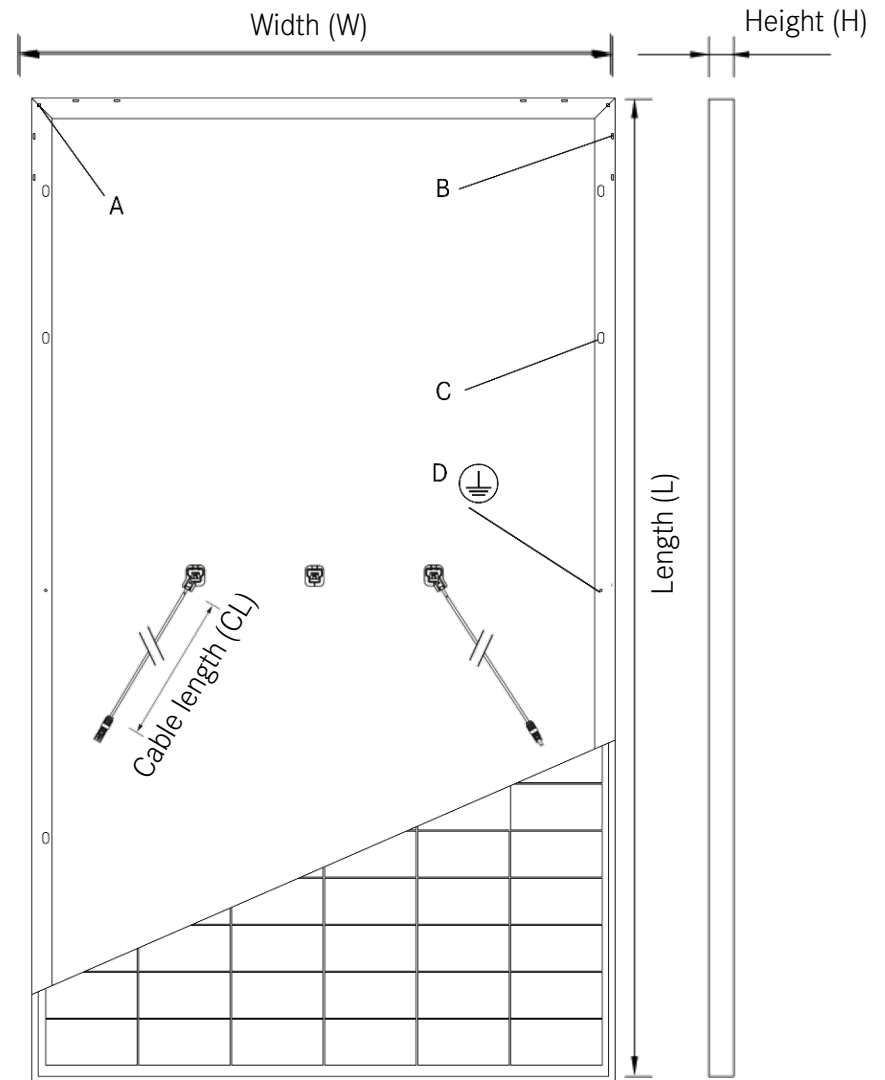 Width (W)
Height (H)
A
B
C
D
Length (L)
Cable length (CL)